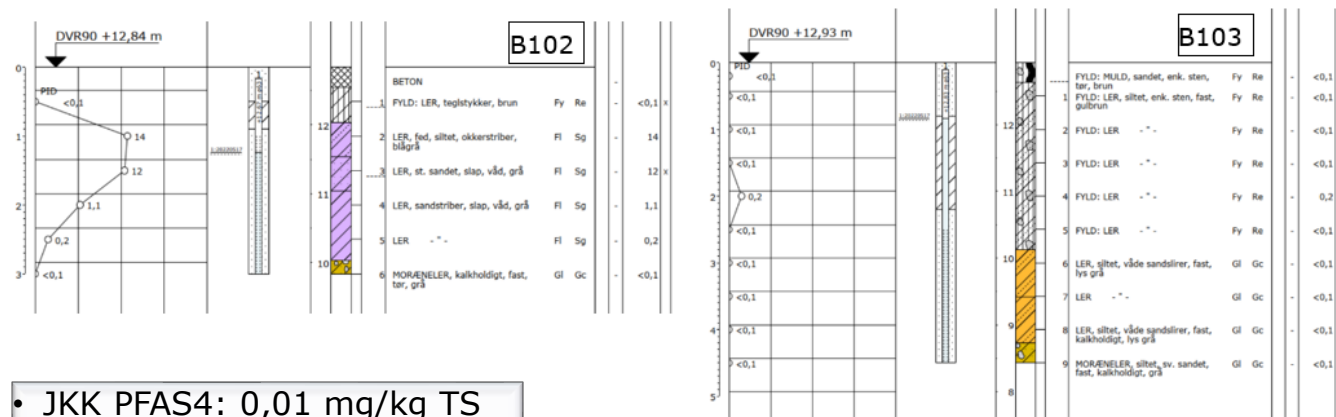 DVR90 +12,84 m
B102
0
PID
<0,1
1
14
12
2
1,1
0,2
3
<0,1
12
11
10
BETON
-
1 FYLD: LER, teglstykker, brun Fy Re - <0,1 x
2 LER, fed, siltet, okkerstriber, Fl Sg - 14
blågrå
3 LER, st. sandet, slap, våd, grå Fl Sg - 12 x
4 LER, sandstriber, slap, våd, grå Fl Sg - 1,1
5 LER - " - Fl Sg - 0,2
6 MORÆNELER, kalkholdigt, fast, Gl Gc - <0,1
tør, grå
DVR90 +12,93 m
B103
0
PID
<0,1
<0,1
1
<0,1
<0,1
2
0,2
<0,1
3
<0,1
<0,1
4
<0,1
<0,1
5
12
11
10
9
8
FYLD: MULD, sandet, enk. sten, Fy Re - <0,1
tør, brun
1 FYLD: LER, siltet, enk. sten, fast, Fy Re - <0,1
gulbrun
2 FYLD: LER - " - Fy Re - <0,1
3 FYLD: LER - " - Fy Re - <0,1
4 FYLD: LER - " - Fy Re - 0,2
5 FYLD: LER - " - Fy Re - <0,1
6 LER, siltet, våde sandslirer, fast, Gl Gc - <0,1
lys grå
7 LER - " - Gl Gc - <0,1
8 LER, siltet, våde sandslirer, fast, Gl Gc - <0,1
kalkholdigt, lys grå
9 MORÆNELER, siltet, sv. sandet, Gl Gc - <0,1
fast, kalkholdigt, grå
• JKK PFAS4: 0,01 mg/kg TS